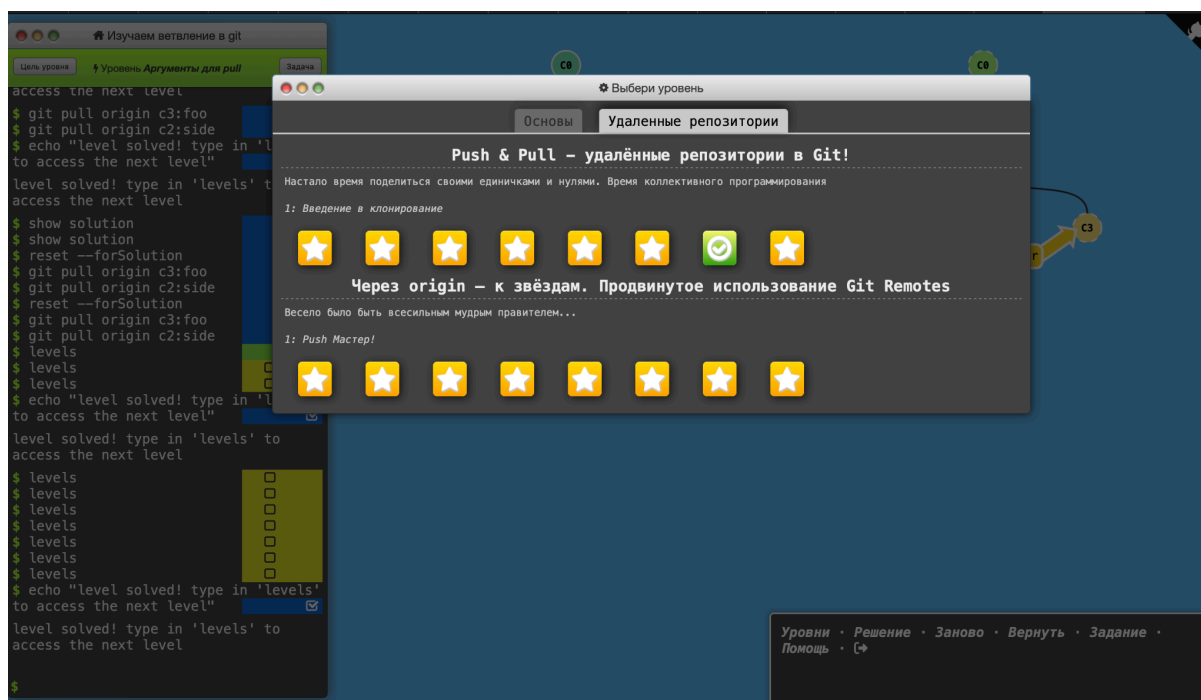 Изучаем ветвление в git
Цель уровня
Уровень Аргументы для pull
Задача
access the next level
$ git pull origin c3:foo
$ git pull origin c2:side
$ echo "level solved! type in 'l
to access the next level"
level solved! type in 'levels' t
access the next level
$ show solution
$ show solution
$ reset --forSolution
$ git pull origin c3:foo
$ git pull origin c2:side
$ reset --forSolution
$ git pull origin c3:foo
$ git pull origin c2:side
$ levels
$ levels
$ levels
$ echo "level solved! type in 'l
to access the next level"
level solved! type in 'levels' to
access the next level
$ levels
$ levels
$ levels
$ levels
$ levels
$ levels
$ levels
$ echo "level solved! type in 'levels'
to access the next level"
level solved! type in 'levels' to
access the next level
$
C0
C0
C3
r
Выбери уровень
Основы
Удаленные репозитории
Push & Pull – удалённые репозитории в Git!
Настало время поделиться своими единичками и нулями. Время коллективного программирования
1: Введение в клонирование
Через origin – к звёздам. Продвинутое использование Git Remotes
Весело было быть всесильным мудрым правителем...
1: Push Мастер!
Уровни · Решение · Заново · Вернуть · Задание ·
Помощь ·